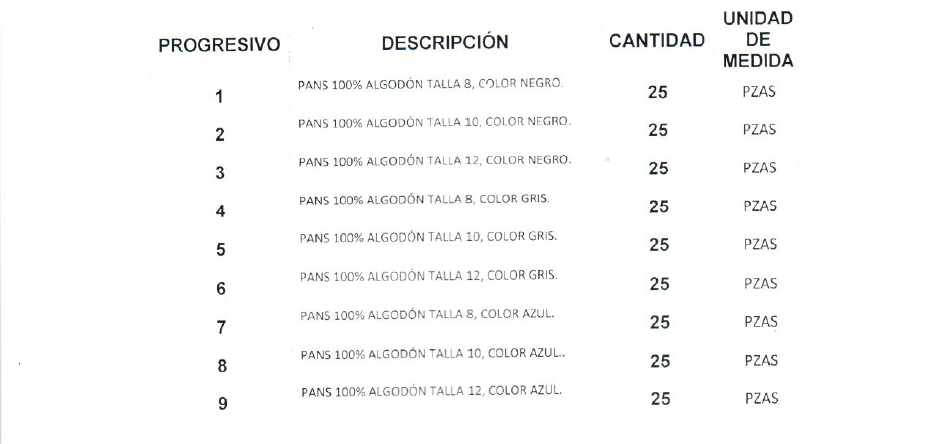 PROGRESIVO DESCRIPCIÓN CANTIDAD UNIDAD DE MEDIDA
1 PANS 100% ALGODÓN TALLA 8, COLOR NEGRO. 25 PZAS
2 PANS 100% ALGODÓN TALLA 10, COLOR NEGRO. 25 PZAS
3 PANS 100% ALGODÓN TALLA 12, COLOR NEGRO. 25 PZAS
4 PANS 100% ALGODÓN TALLA 8, COLOR GRIS. 25 PZAS
5 PANS 100% ALGODÓN TALLA 10, COLOR GRIS. 25 PZAS
6 PANS 100% ALGODÓN TALLA 12, COLOR GRIS. 25 PZAS
7 PANS 100% ALGODÓN TALLA 8, COLOR AZUL. 25 PZAS
8 PANS 100% ALGODÓN TALLA 10, COLOR AZUL.. 25 PZAS
9 PANS 100% ALGODÓN TALLA 12, COLOR AZUL. 25 PZAS